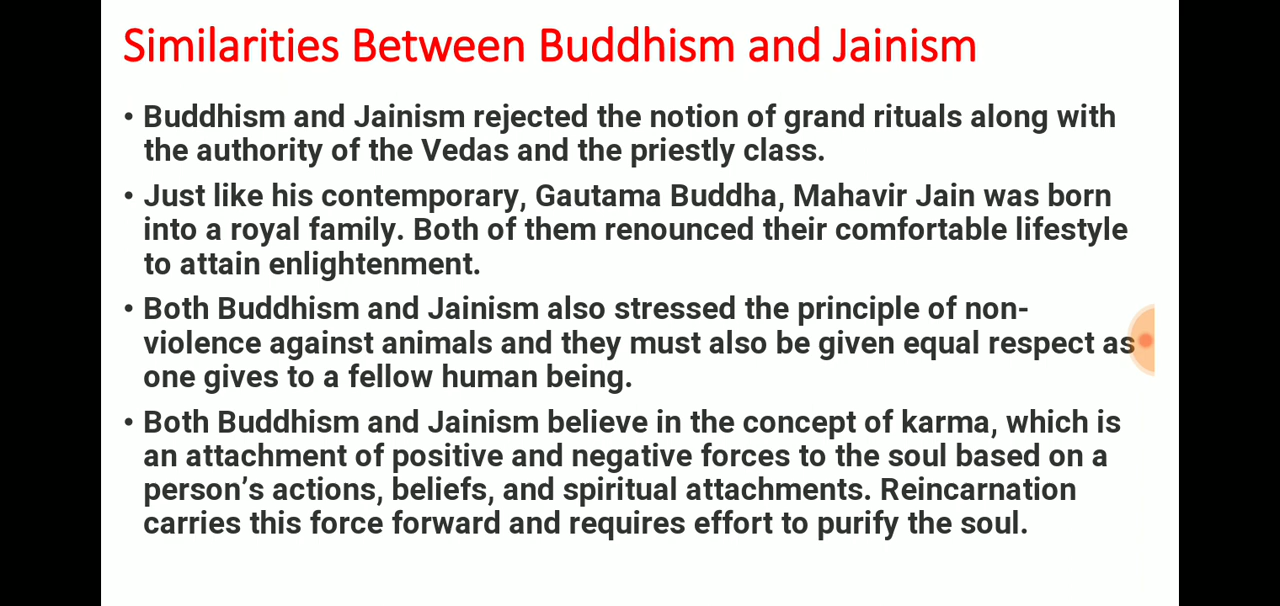 Similarities Between Buddhism and Jainism
• Buddhism and Jainism rejected the notion of grand rituals along with
the authority of the Vedas and the priestly class.
• Just like his contemporary, Gautama Buddha, Mahavir Jain was born
into a royal family. Both of them renounced their comfortable lifestyle
to attain enlightenment.
• Both Buddhism and Jainism also stressed the principle of non-
violence against animals and they must also be given equal respect as
one gives to a fellow human being.
• Both Buddhism and Jainism believe in the concept of karma, which is
an attachment of positive and negative forces to the soul based on a
person’s actions, beliefs, and spiritual attachments. Reincarnation
carries this force forward and requires effort to purify the soul.